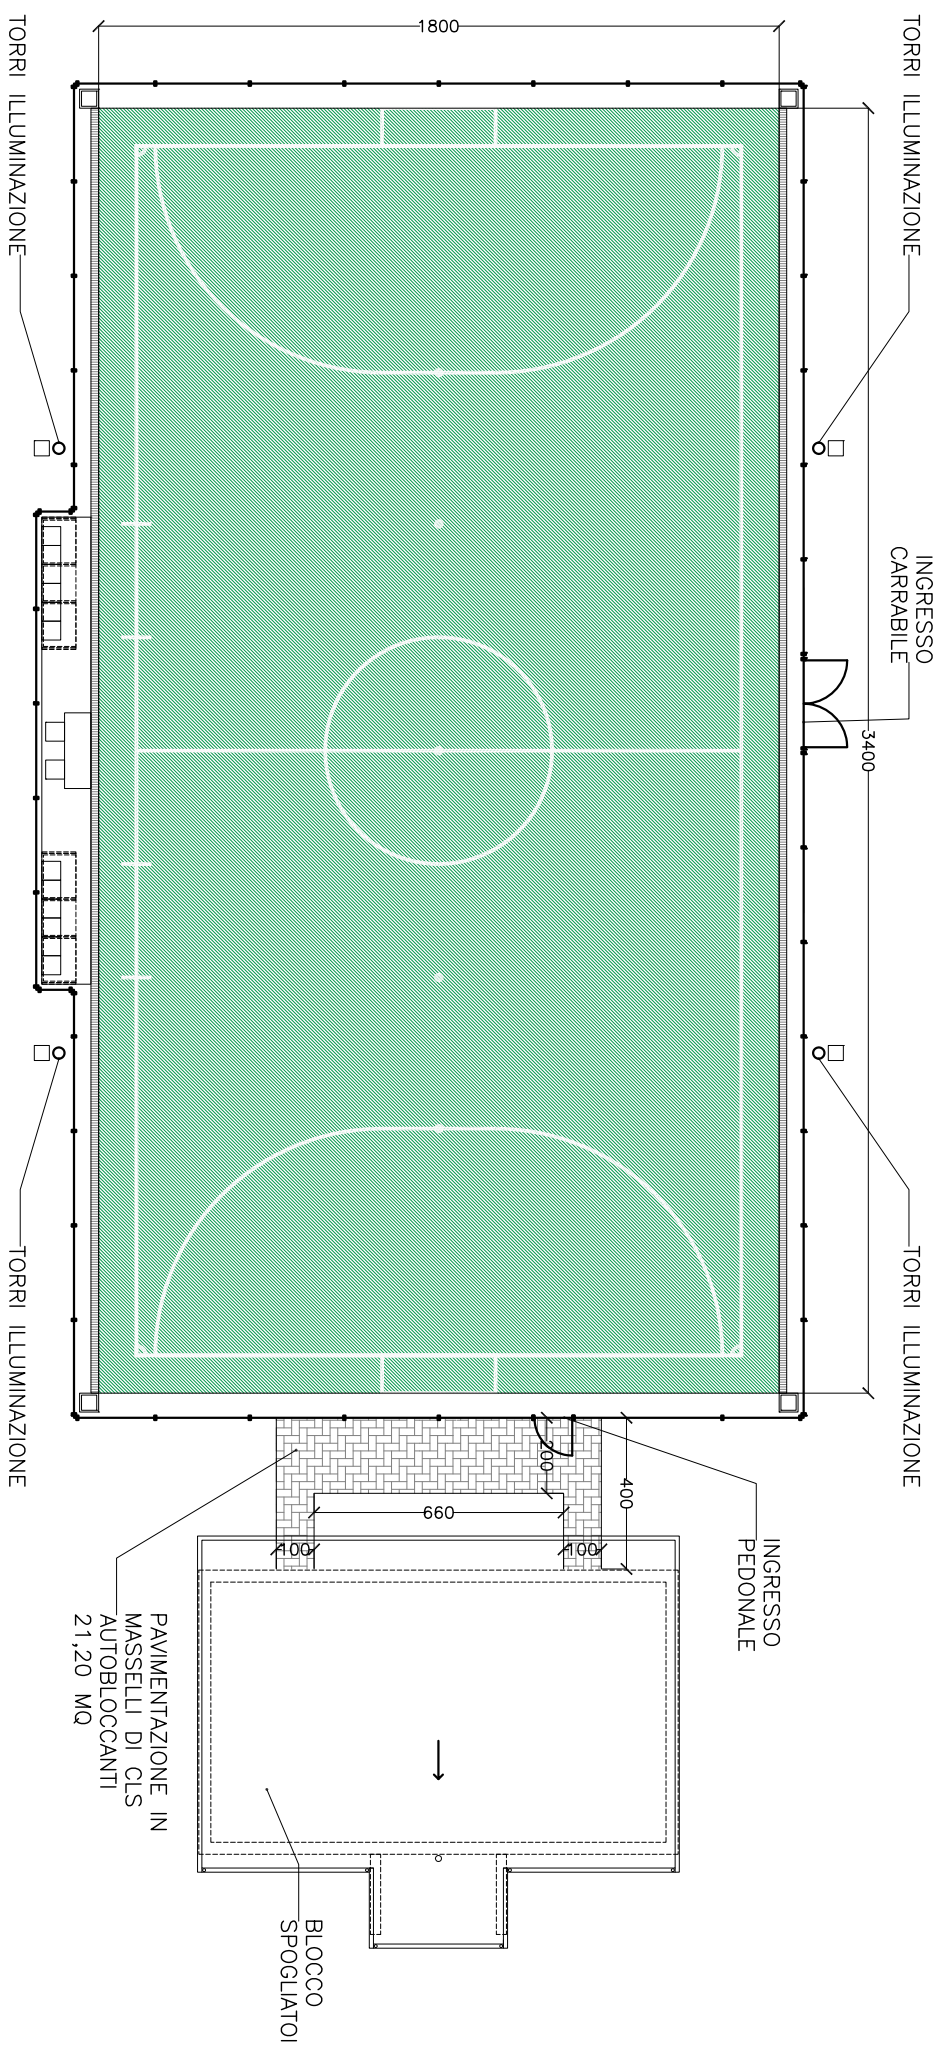 1800
TORRI ILLUMINAZIONE
TORRI ILLUMINAZIONE
INGRESSO
CARRABILE
3400
TORRI ILLUMINAZIONE
TORRI ILLUMINAZIONE
200
400
660
100
100
INGRESSO
PEDONALE
PAVIMENTAZIONE IN
MASSELLI DI CLS
AUTOBLOCCANTI
21,20 MQ
BLOCCO
SPOGLIATOI